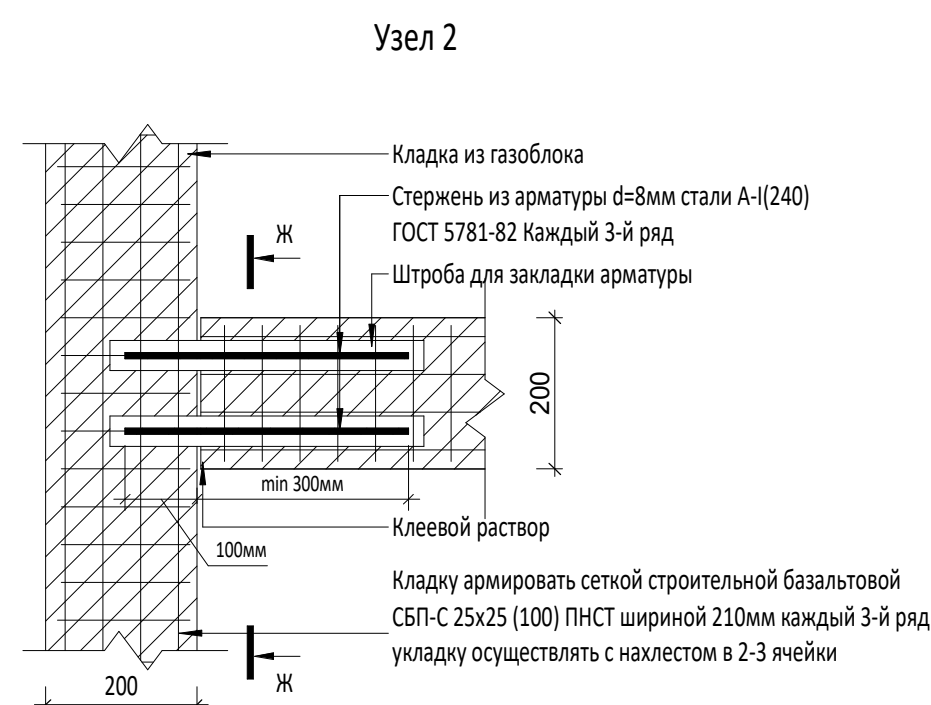 Узел 2
Кладка из газоблока
Стержень из арматуры d=8мм стали А-I(240)
ГОСТ 5781-82 Каждый 3-й ряд
Ж
Штроба для закладки арматуры
200
min 300мм
Клеевой раствор
100мм
Кладку армировать сеткой строительной базальтовой
СБП-С 25х25 (100) ПНСТ шириной 210мм каждый 3-й ряд
укладку осуществлять с нахлестом в 2-3 ячейки
Ж
200